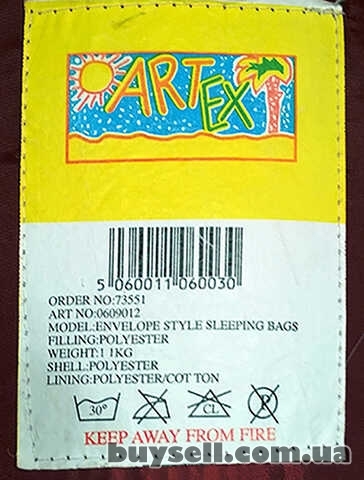 ARTEX
5 060011 060030
ORDER NO:73551
ART NO:0609012
MODEL:ENVELOPE STYLE SLEEPING BAGS
FILLING:POLYESTER
WEIGHT:1 1KG
SHELL:POLYESTER
LINING:POLYESTER/COT TON
30° CL P
KEEP AWAY FROM FIRE
buysell.com.ua